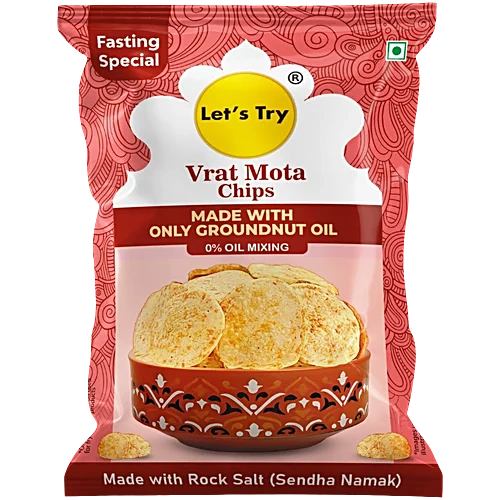 Fasting
Special
®
Let's Try
Vrat Mota
Chips
MADE WITH
ONLY GROUNDNUT OIL
0% OIL MIXING
Made with Rock Salt (Sendha Namak)